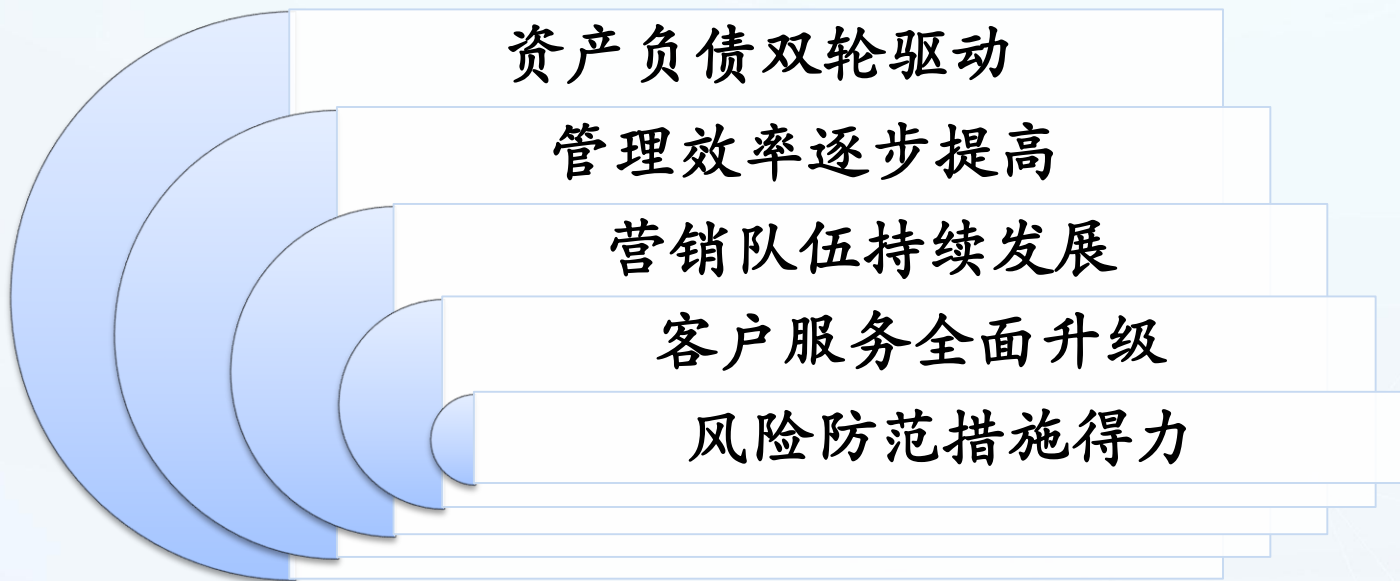 资产负债双轮驱动
管理效率逐步提高
营销队伍持续发展
客户服务全面升级
风险防范措施得力